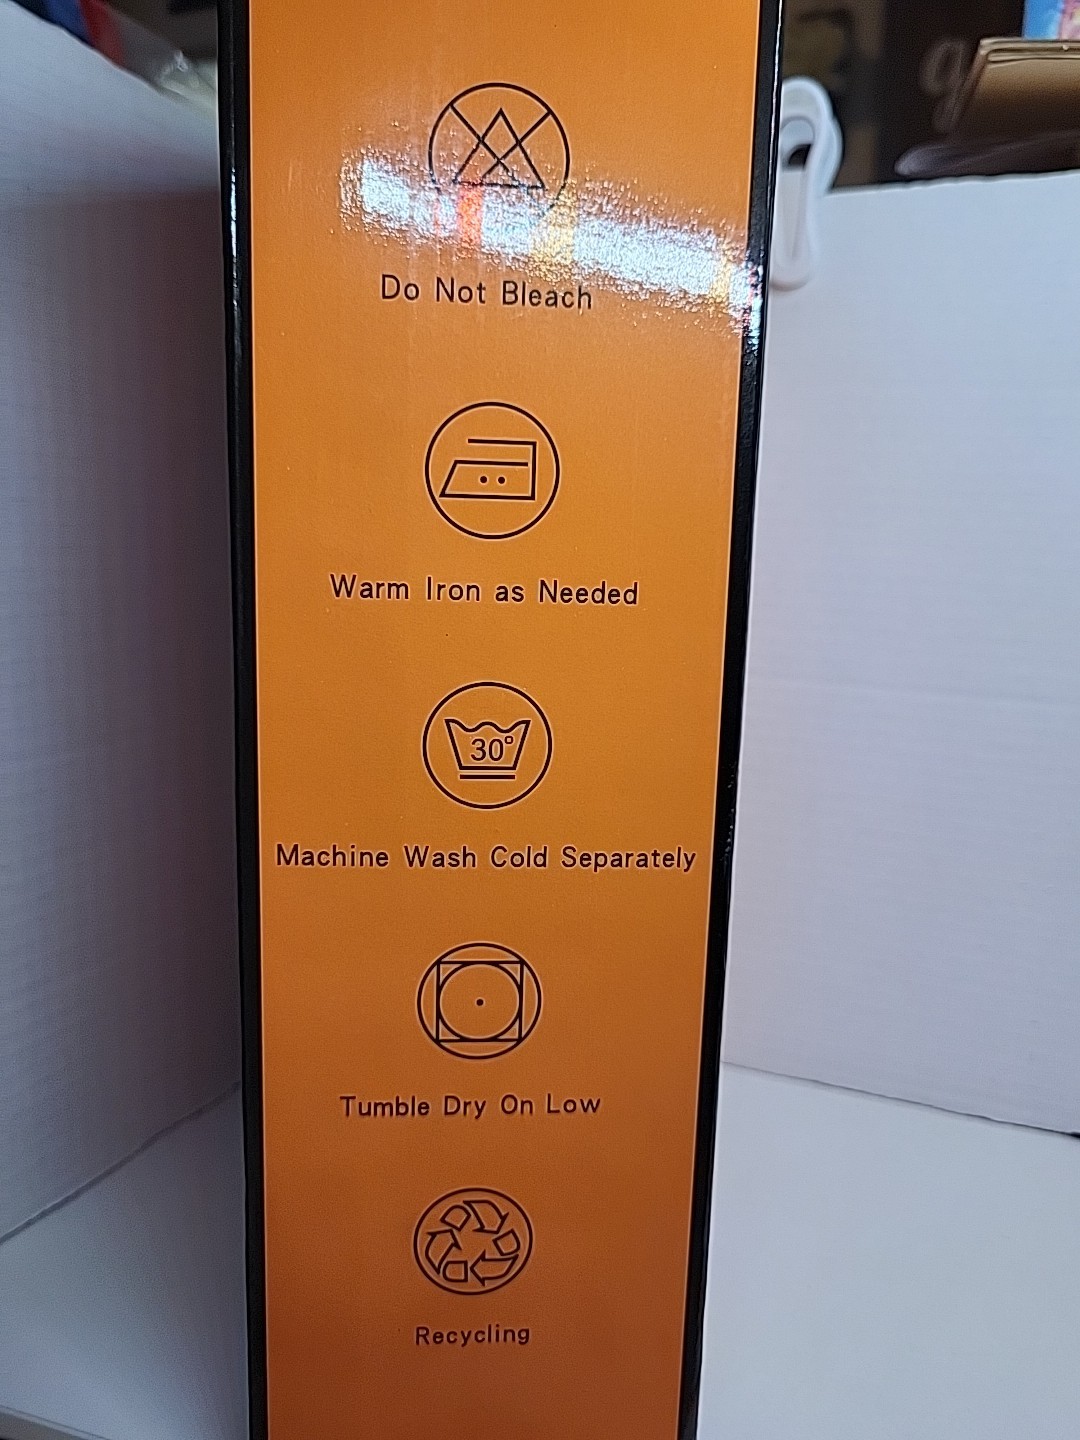 Do Not Bleach
Warm Iron as Needed
30°
Machine Wash Cold Separately
Tumble Dry On Low
Recycling